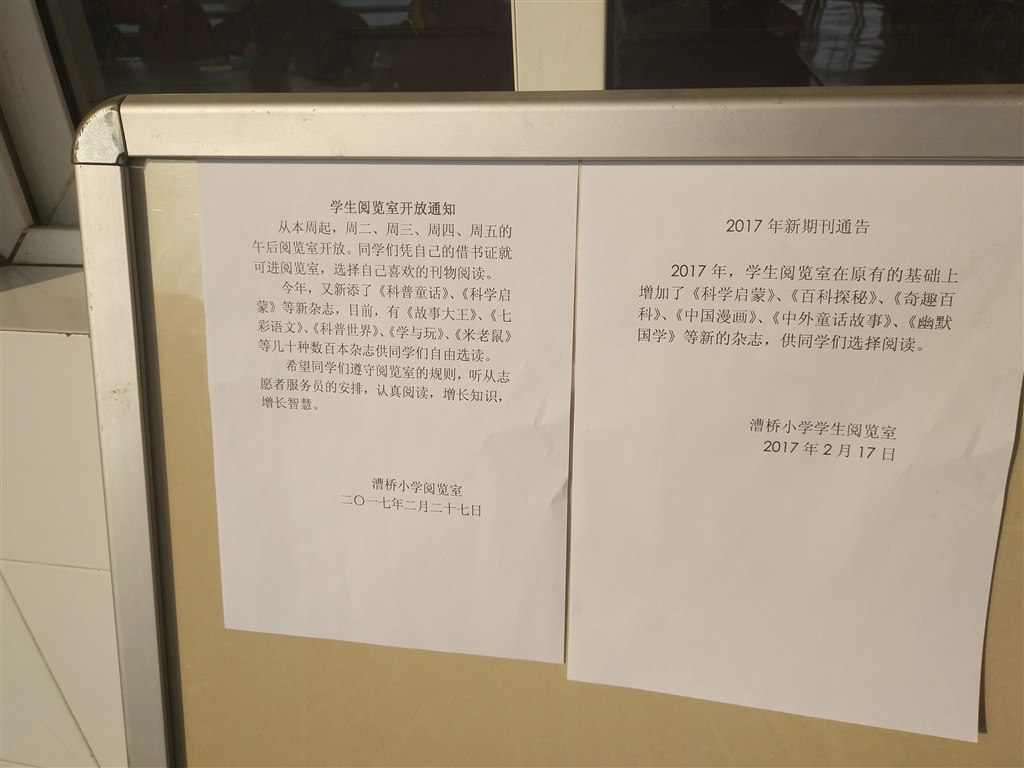 学生阅览室开放通知
从本周起，周二、周三、周四、周五的
午后阅览室开放。同学们凭自己的借书证就
可进阅览室，选择自己喜欢的刊物阅读。
今年，又新添了《科普童话》、《科学启
蒙》等新杂志，目前，有《故事大王》、《七
彩语文》、《科普世界》、《学与玩》、《米老鼠》
等几十种数百本杂志供同学们自由选读。
希望同学们遵守阅览室的规则，听从志
愿者服务员的安排，认真阅读，增长知识，
增长智慧。
漕桥小学阅览室
二〇一七年二月二十七日
2017 年新期刊通告
2017 年，学生阅览室在原有的基础上
增加了《科学启蒙》、《百科探秘》、《奇趣百
科》、《中国漫画》、《中外童话故事》、《幽默
国学》等新的杂志，供同学们选择阅读。
漕桥小学学生阅览室
2017 年 2 月 17 日